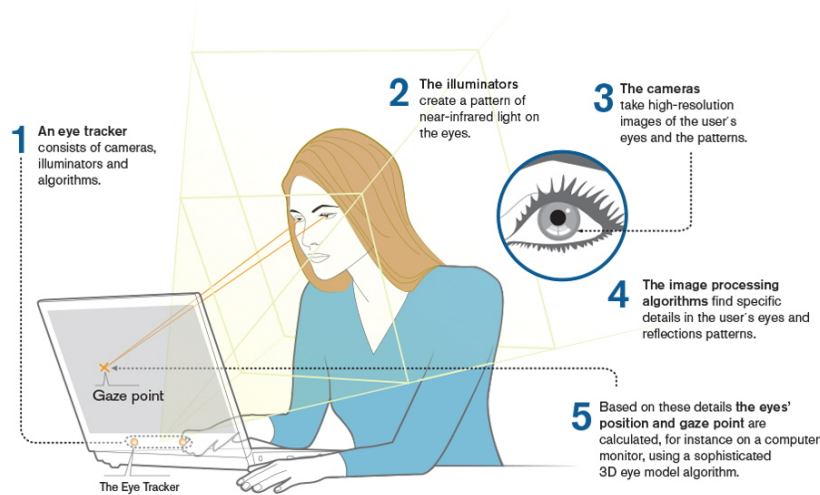 1 An eye tracker
consists of cameras,
illuminators and
algorithms.
2 The illuminators
create a pattern of
near-infrared light on
the eyes.
3 The cameras
take high-resolution
images of the user´s
eyes and the patterns.
4 The image processing
algorithms find specific
details in the user´s eyes and
reflections patterns.
5 Based on these details the eyes’
position and gaze point are
calculated, for instance on a computer
monitor, using a sophisticated
3D eye model algorithm.
Gaze point
The Eye Tracker